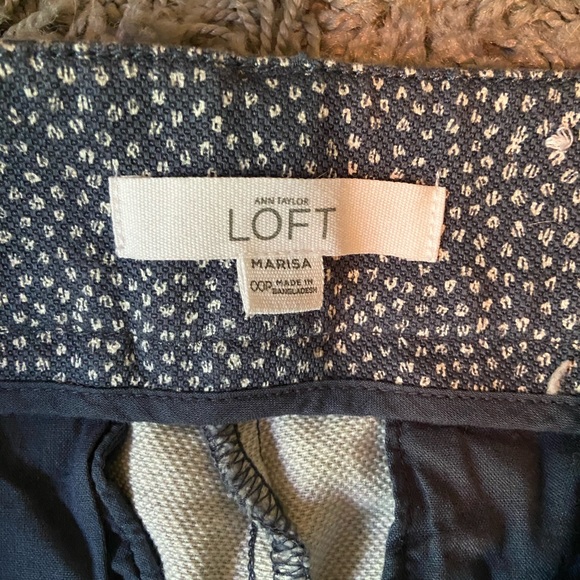 ANN TAYLOR
LOFT
MARISA
00P MADE IN
BANGLADESH